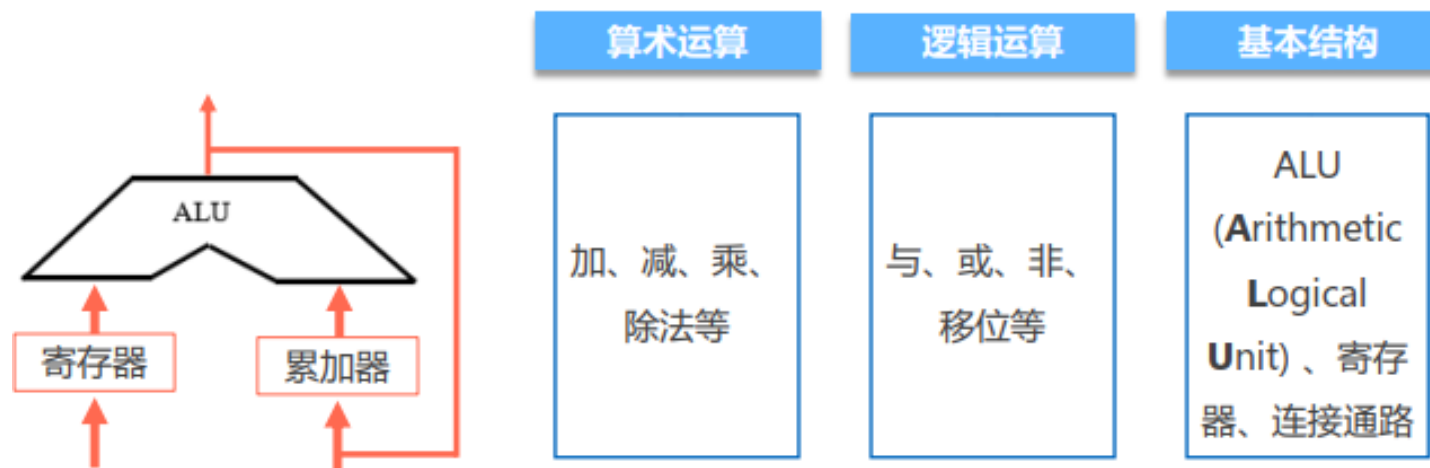 算术运算
逻辑运算
基本结构
ALU
寄存器
累加器
加、减、乘、
除法等
与、或、非、
移位等
ALU
(Arithmetic
Logical
Unit) 、寄存
器、连接通路